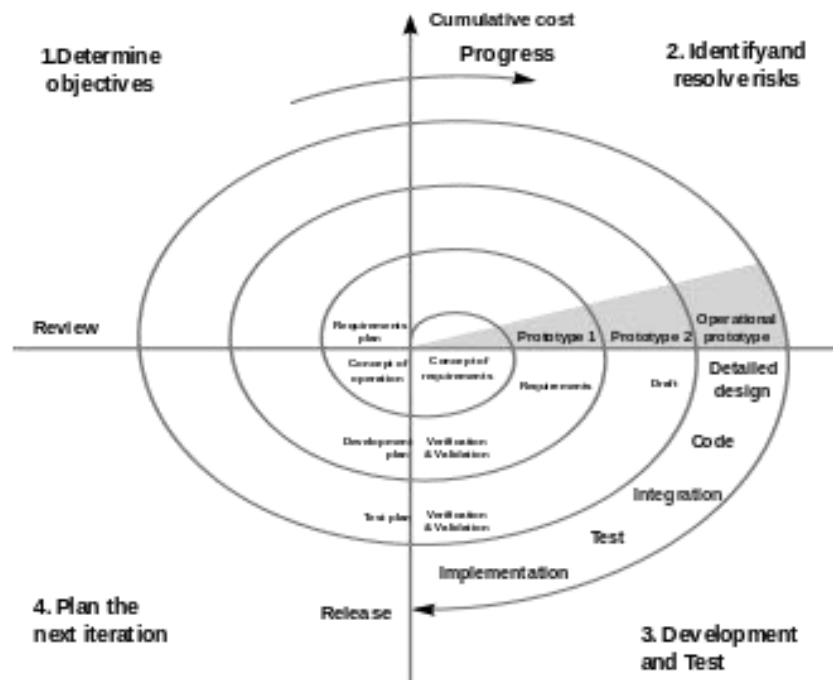 Cumulative cost
Progress
1.Determine
objectives
2. Identify and
resolve risks
Review
Requirements
plan
Operational
prototype
Prototype 1
Prototype 2
Concept of
operation
Concept of
requirements
Requirements
Draft
Detailed
design
Development
plan
Verification
& Validation
Code
Integration
Test plan
Verification
& Validation
Test
Implementation
Release
4. Plan the
next iteration
3. Development
and Test